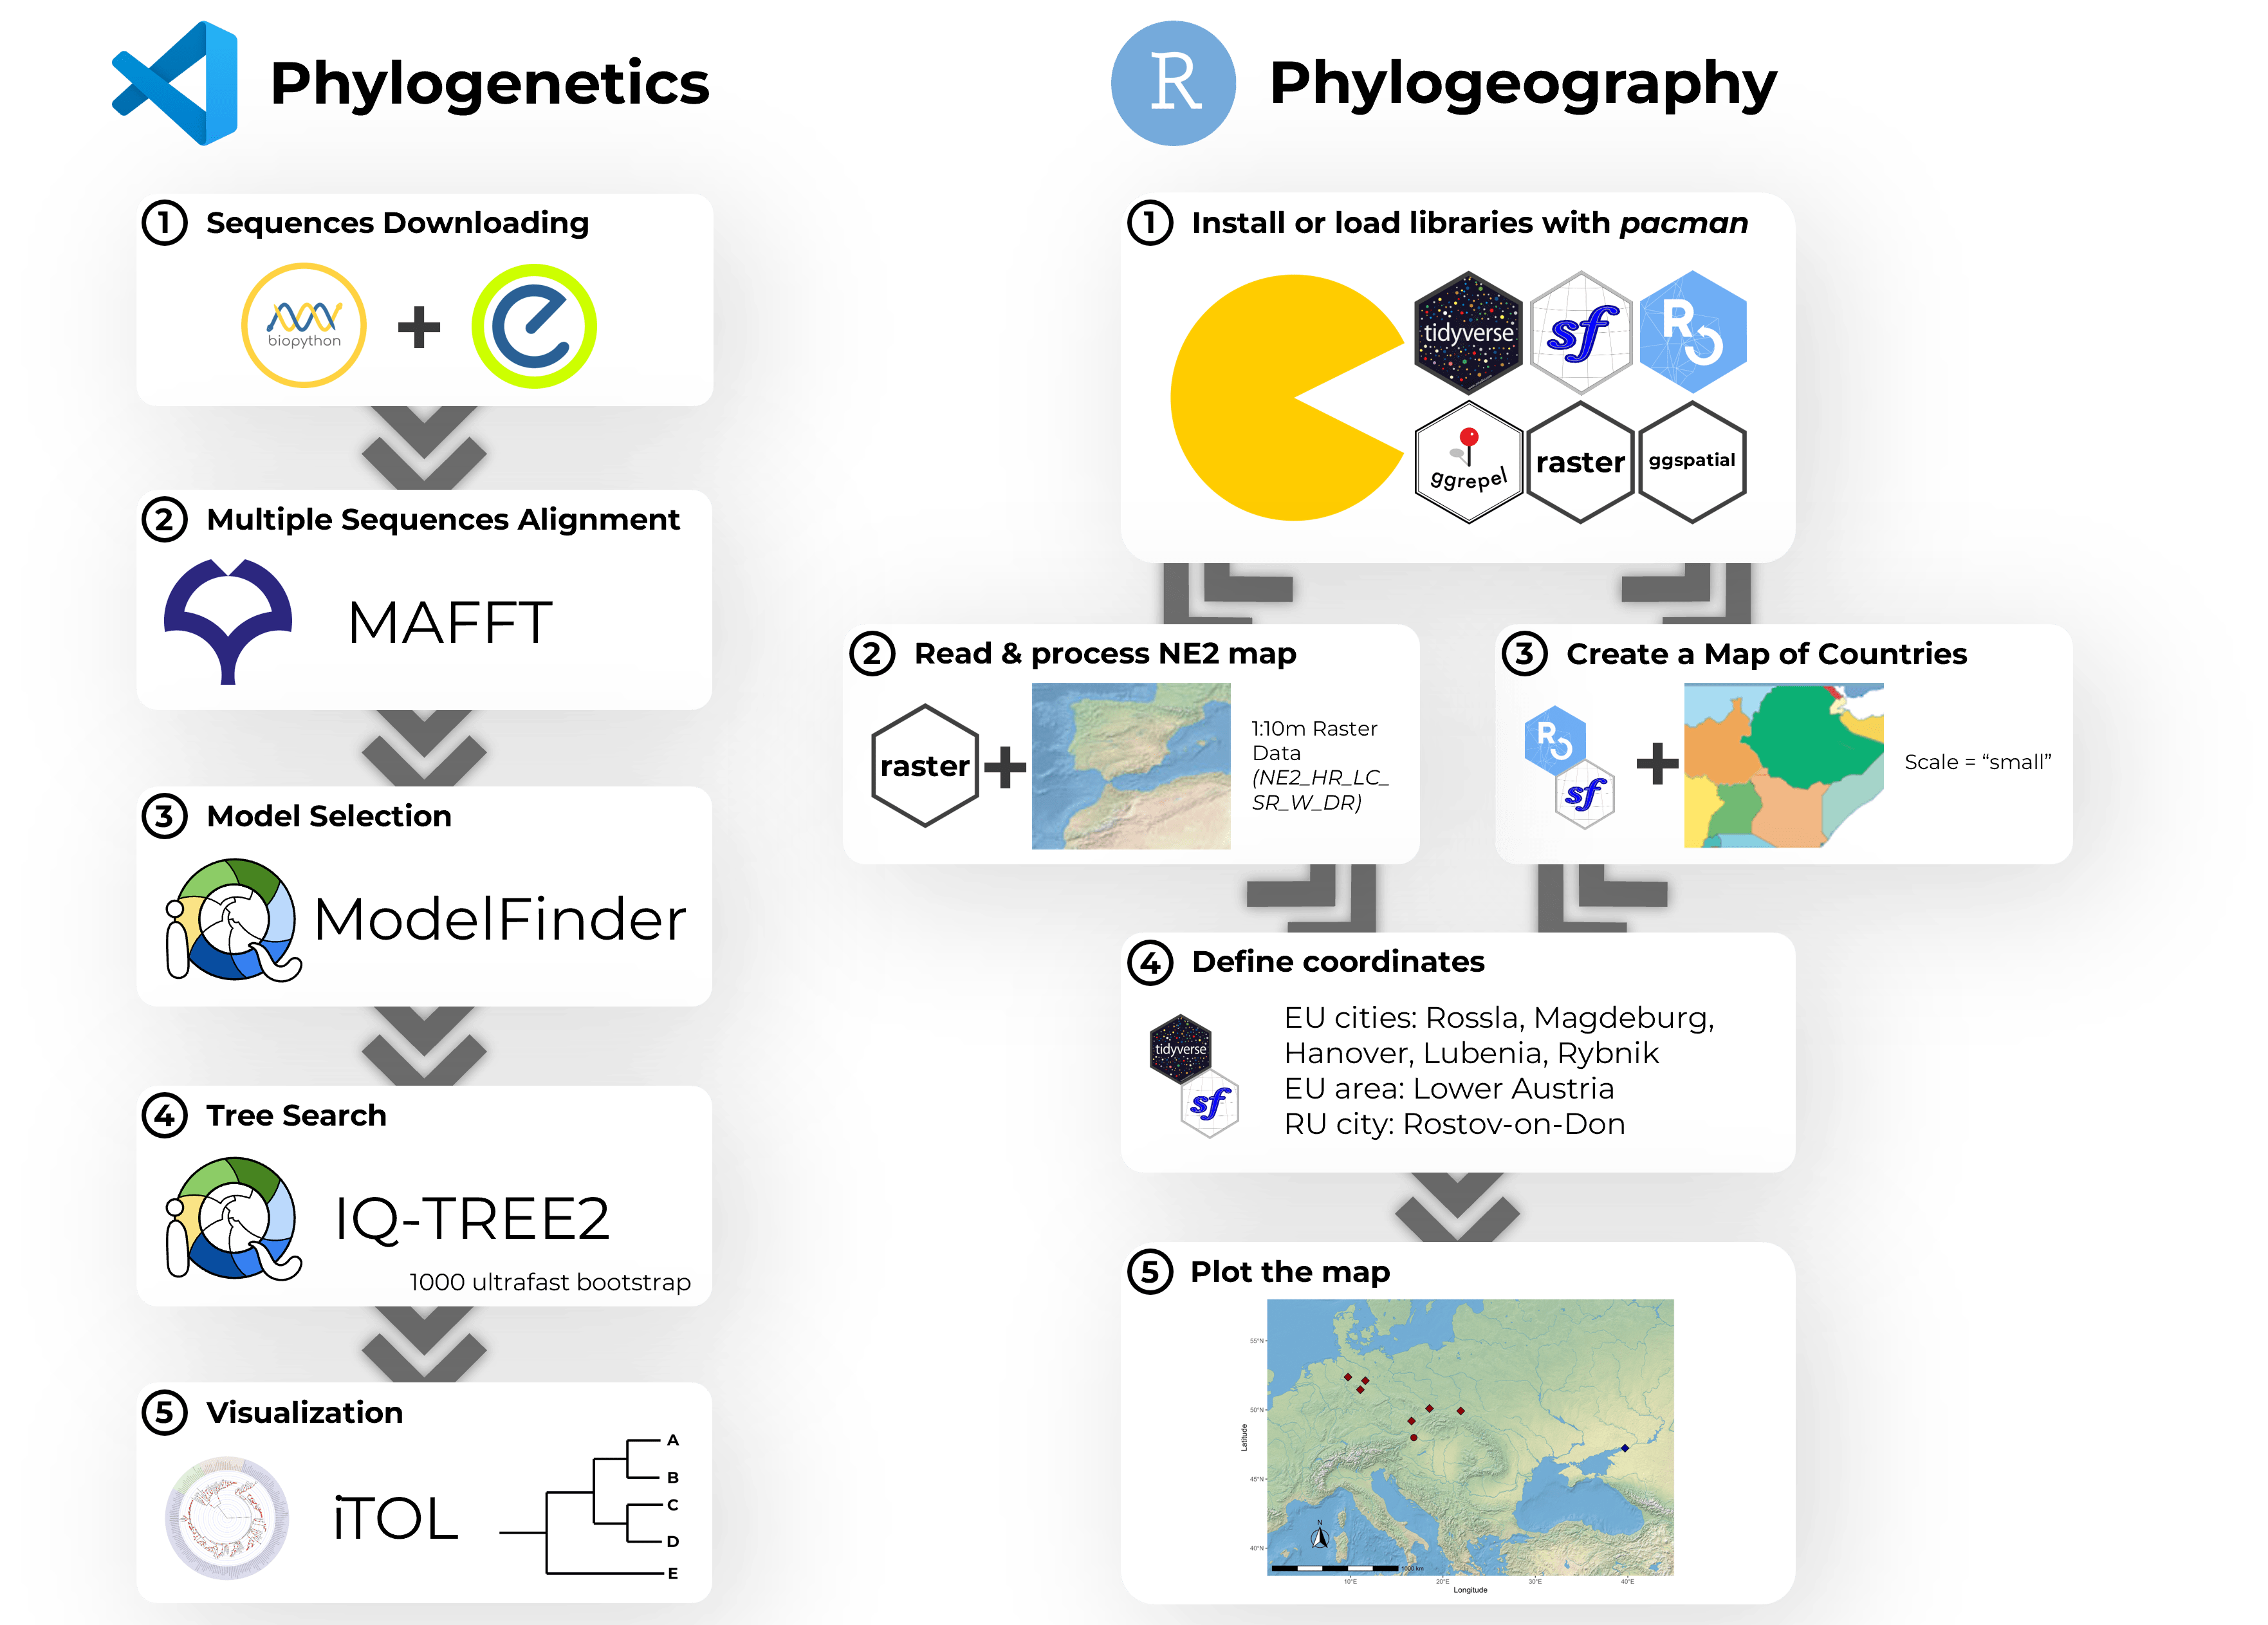 Phylogenetics
1 Sequences Downloading
biopython
2 Multiple Sequences Alignment
MAFFT
3 Model Selection
ModelFinder
4 Tree Search
IQ-TREE2
1000 ultrafast bootstrap
5 Visualization
iTOL
A
B
C
D
E
R Phylogeography
1 Install or load libraries with pacman
tidyverse
sf
R
ggrepel
raster
ggspatial
2 Read & process NE2 map
raster
1:10m Raster
Data
(NE2_HR_LC_
SR_W_DR)
3 Create a Map of Countries
R
sf
Scale = “small”
4 Define coordinates
tidyverse
sf
EU cities: Rossla, Magdeburg,
Hanover, Lubenia, Rybnik
EU area: Lower Austria
RU city: Rostov-on-Don
5 Plot the map
55°N
50°N
45°N
40°N
Latitude
N
1000 km
10°E
20°E
30°E
40°E
Longitude